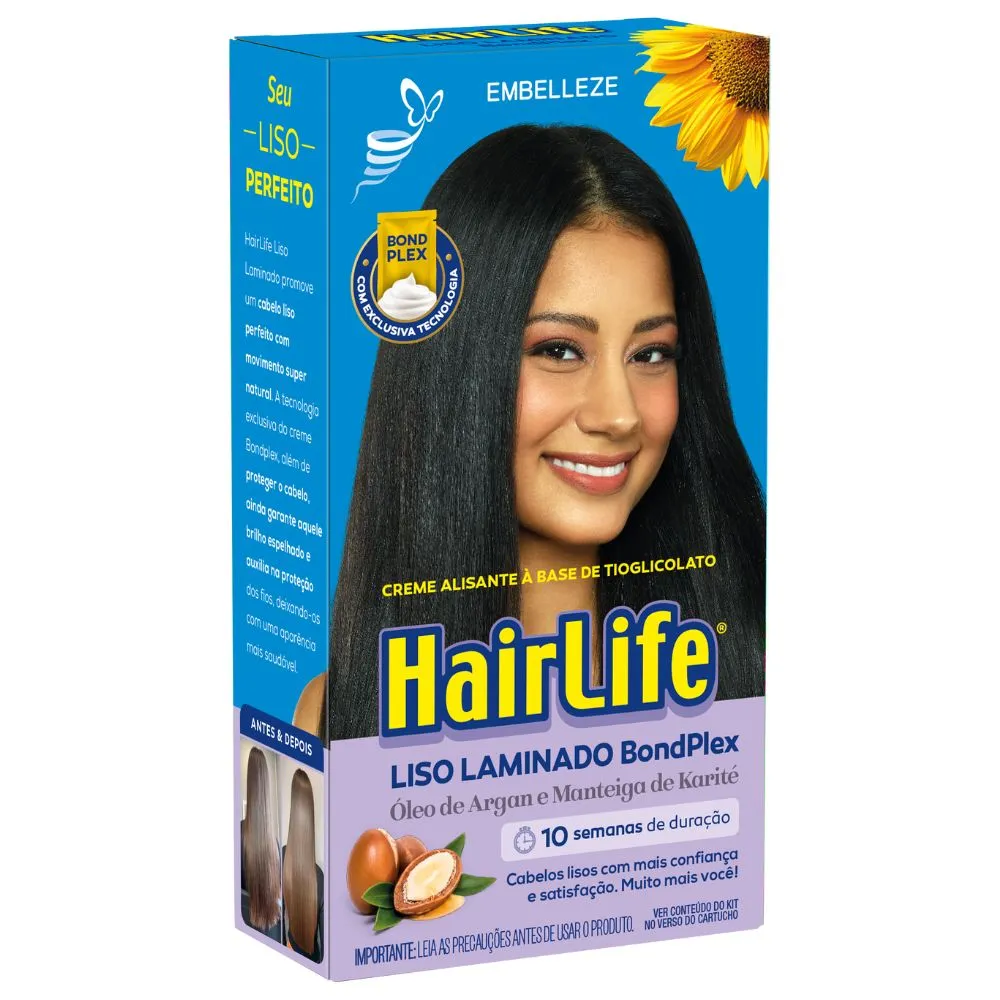 HairLife
LISO LAMINADO
EMBELLEZE
Seu
LISO
PERFEITO
HairLife Liso
Laminado promove
um cabelo liso
perfeito com
movimento super
natural. A tecnologia
exclusiva do creme
Bondplex, além de
proteger o cabelo,
ainda garante aquele
brilho espelhado e
auxilia na proteção
dos fios, deixando-os
com uma aparência
mais saudável.
ANTES & DEPOIS
BOND
PLEX
COM EXCLUSIVA TECNOLOGIA
CREME ALISANTE À BASE DE TIOGLICOLATO
HairLife®
LISO LAMINADO BondPlex
Óleo de Argan e Manteiga de Karité
10 semanas de duração
Cabelos lisos com mais confiança
e satisfação. Muito mais você!
VER CONTEÚDO DO KIT
NO VERSO DO CARTUCHO
IMPORTANTE: LEIA AS PRECAUÇÕES ANTES DE USAR O PRODUTO.